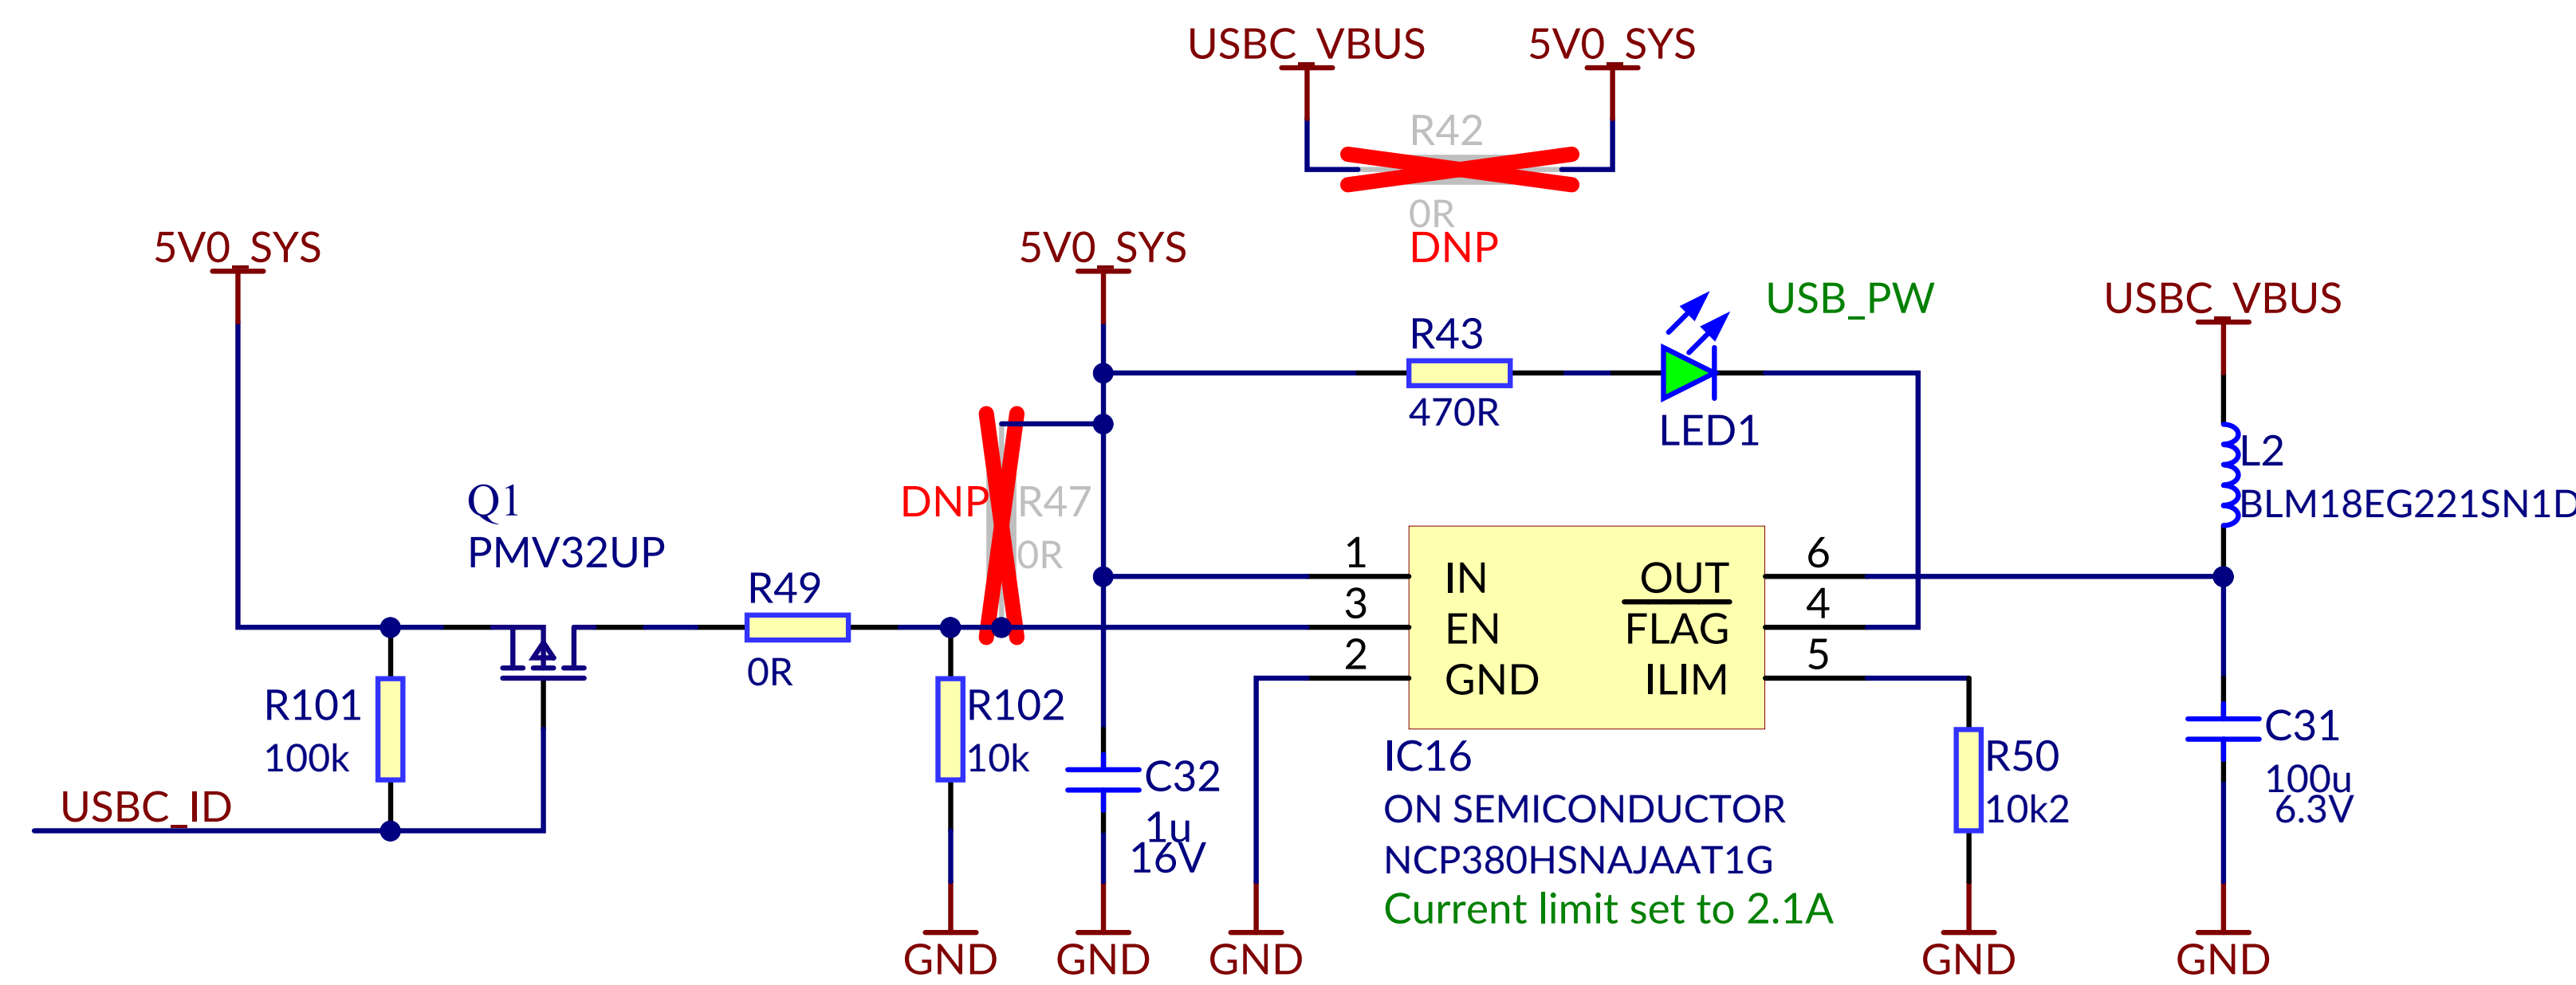 USBC_VBUS
5V0_SYS
R42
0R
DNP
5V0_SYS
5V0_SYS
USB_PW
USBC_VBUS
R43
470R
LED1
L2
BLM18EG221SN1D
Q1
PMV32UP
DNP
R47
0R
R49
0R
1
IN
OUT
6
3
EN
FLAG
4
2
GND
ILIM
5
R101
100k
R102
10k
USBC_ID
C32
1u
16V
IC16
ON SEMICONDUCTOR
NCP380HSNAJAAT1G
Current limit set to 2.1A
R50
10k2
C31
100u
6.3V
GND
GND
GND
GND
GND